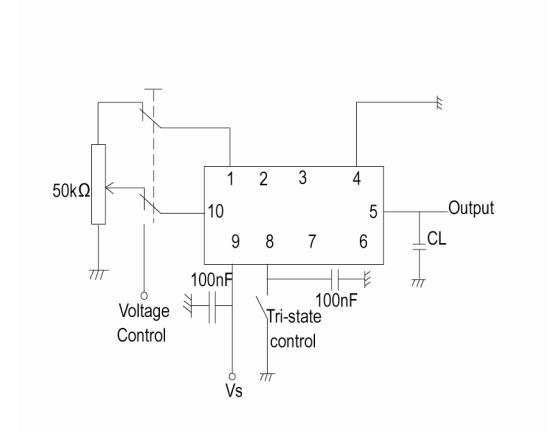 50kΩ
1 2 3 4
10
5
Output
9 8 7 6
CL
100nF
100nF
Voltage
Control
Tri-state
control
Vs